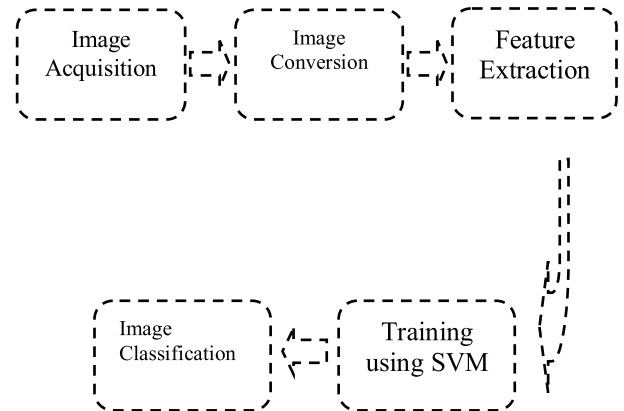 Image
Acquisition
Image
Conversion
Feature
Extraction
Training
using SVM
Image
Classification